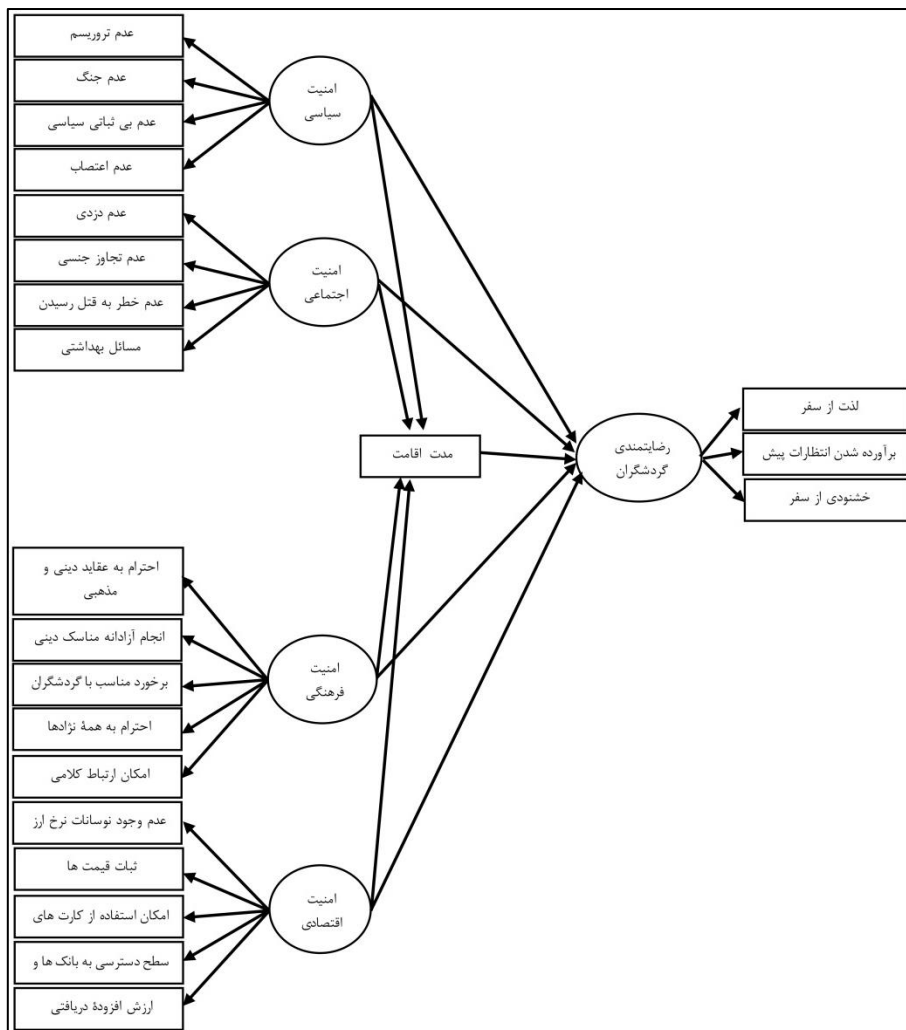 عدم تروریسم
عدم جنگ
عدم بی ثباتی سیاسی
عدم اعتصاب
امنیت
سیاسی
عدم دزدی
عدم تجاوز جنسی
عدم خطر به قتل رسیدن
مسائل بهداشتی
امنیت
اجتماعی
مدت اقامت
رضایتمندی
گردشگران
لذت از سفر
برآورده شدن انتظارات پیش
خشنودی از سفر
احترام به عقاید دینی و
مذهبی
انجام آزادانه مناسک دینی
برخورد مناسب با گردشگران
احترام به همۀ نژادها
امکان ارتباط کلامی
امنیت
فرهنگی
عدم وجود نوسانات نرخ ارز
ثبات قیمت ها
امکان استفاده از کارت های
سطح دسترسی به بانک ها و
ارزش افزودۀ دریافتی
امنیت
اقتصادی